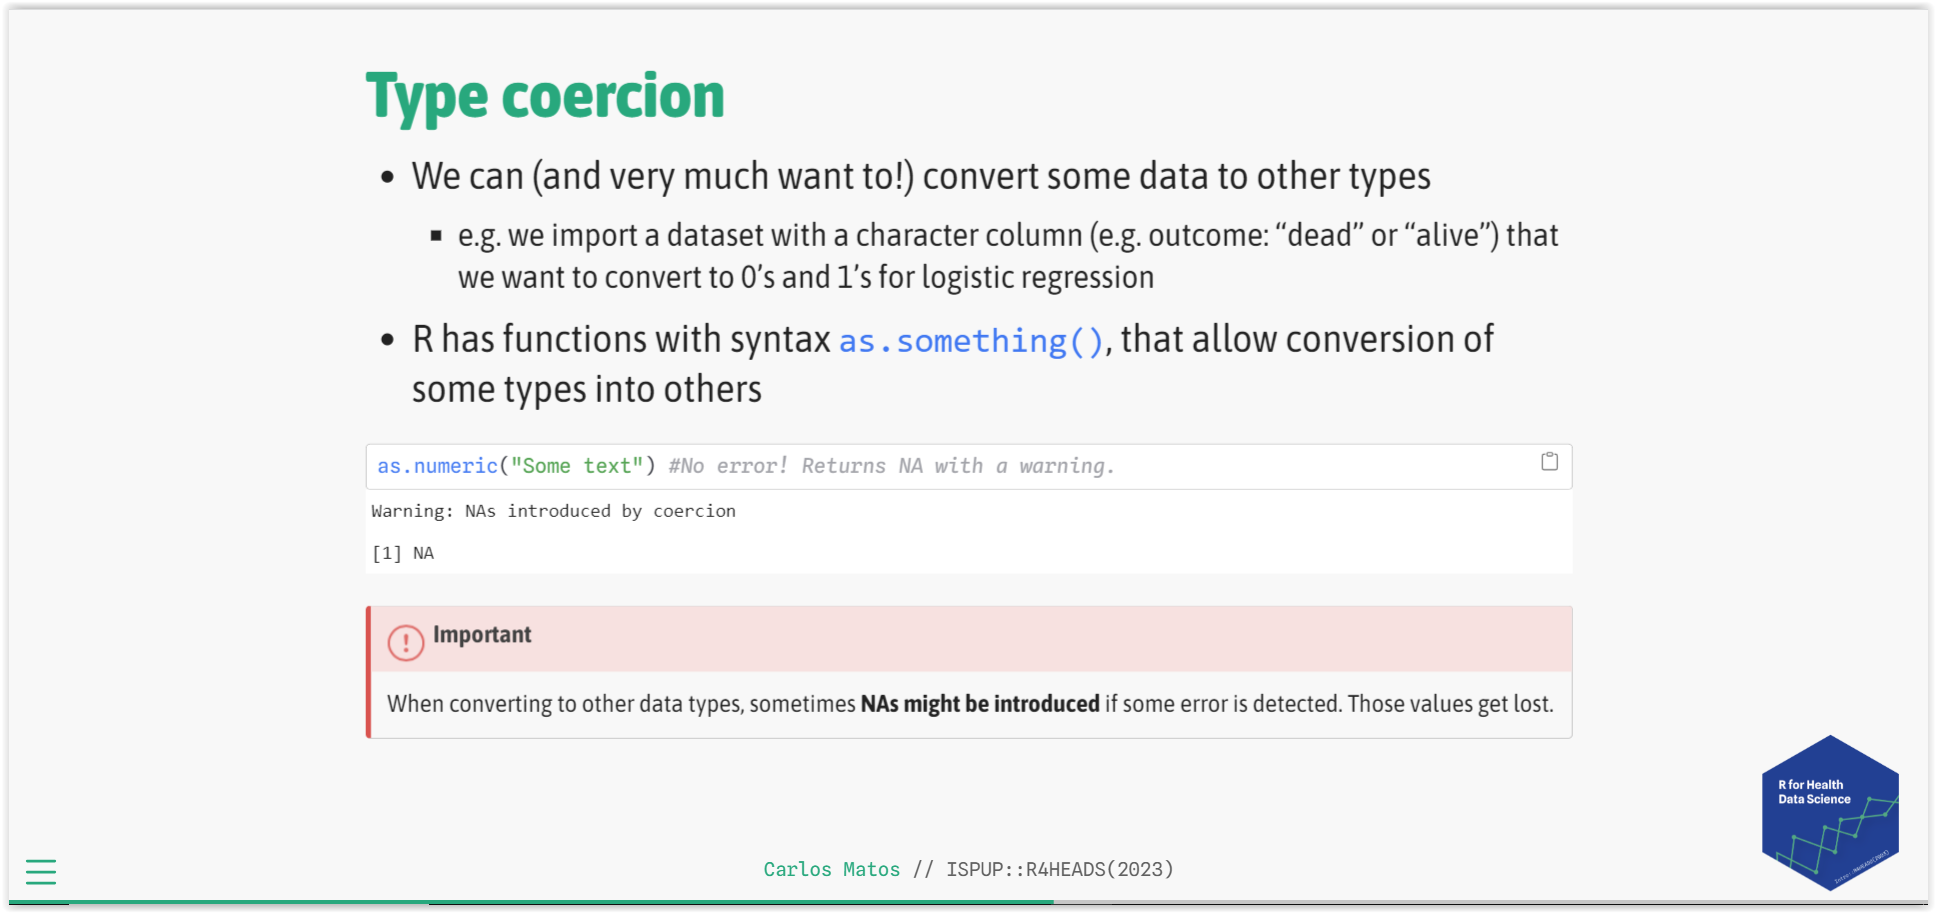 Type coercion
• We can (and very much want to!) convert some data to other types
▪ e.g. we import a dataset with a character column (e.g. outcome: “dead” or “alive”) that
we want to convert to 0’s and 1’s for logistic regression
• R has functions with syntax as.something(), that allow conversion of
some types into others
as.numeric("Some text") #No error! Returns NA with a warning.
Warning: NAs introduced by coercion
[1] NA
Important
When converting to other data types, sometimes NAs might be introduced if some error is detected. Those values get lost.
R for Health
Data Science
Carlos Matos // ISPUP::R4HEADS(2023)